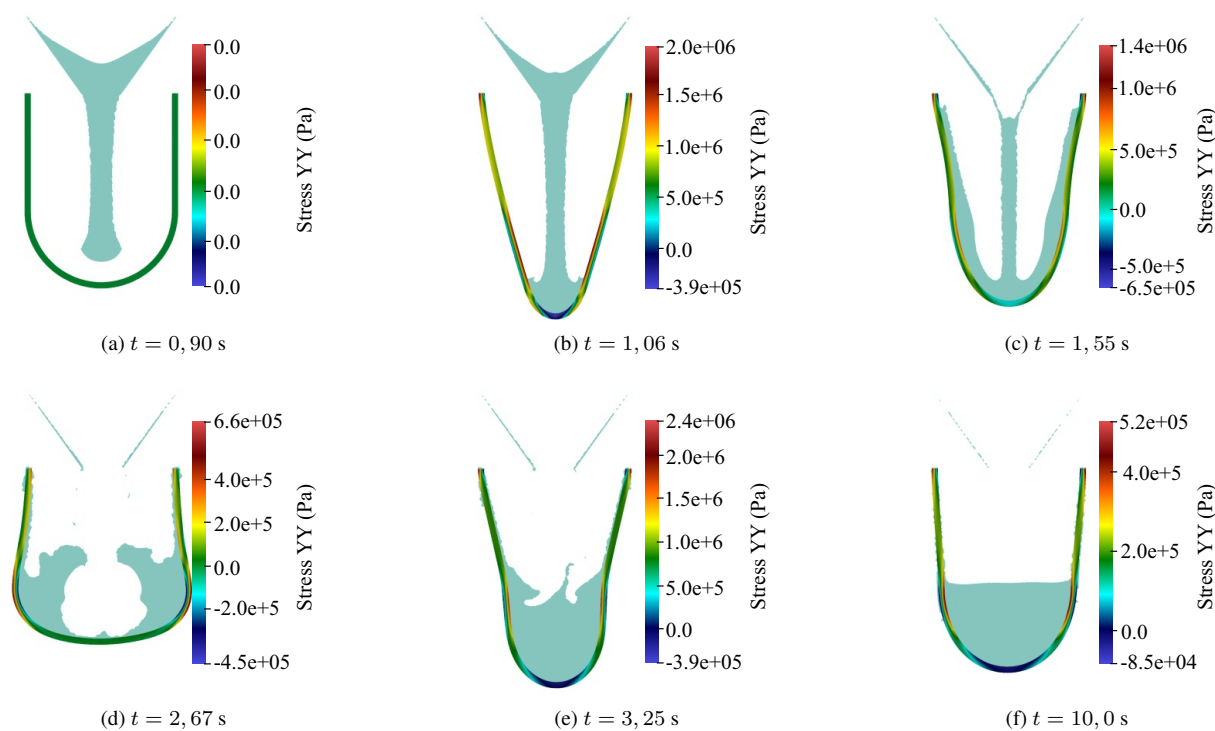 0.0
0.0
0.0
0.0
0.0
0.0
Stress YY (Pa)
(a) t = 0, 90 s
2.0e+06
1.5e+06
1.0e+06
5.0e+05
0.0
-3.9e+05
Stress YY (Pa)
(b) t = 1, 06 s
1.4e+06
1.0e+06
5.0e+05
0.0
-5.0e+05
-6.5e+05
Stress YY (Pa)
(c) t = 1, 55 s
6.6e+05
4.0e+5
2.0e+5
0.0
-2.0e+5
-4.5e+05
Stress YY (Pa)
(d) t = 2, 67 s
2.4e+06
2.0e+6
1.5e+6
1.0e+6
5.0e+5
0.0
-3.9e+05
Stress YY (Pa)
(e) t = 3, 25 s
5.2e+05
4.0e+5
2.0e+5
0.0
-8.5e+04
Stress YY (Pa)
(f) t = 10, 0 s